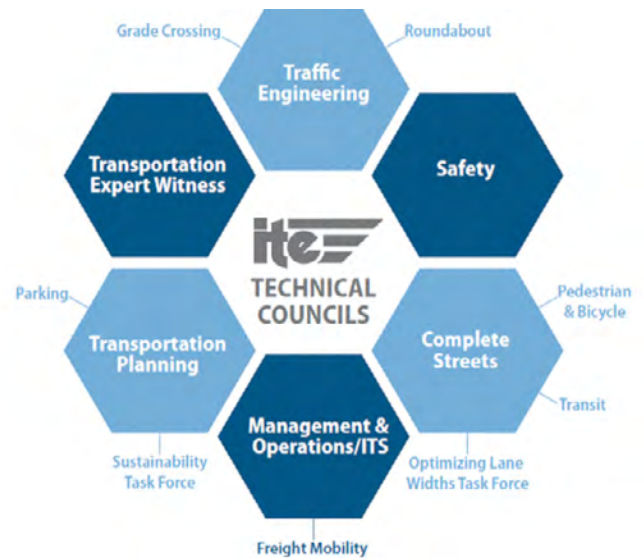 Grade Crossing
Roundabout
Traffic
Engineering
Transportation
Expert Witness
Safety
ite
TECHNICAL
COUNCILS
Parking
Pedestrian
& Bicycle
Transportation
Planning
Complete
Streets
Transit
Management &
Operations/ITS
Sustainability
Task Force
Optimizing Lane
Widths Task Force
Freight Mobility